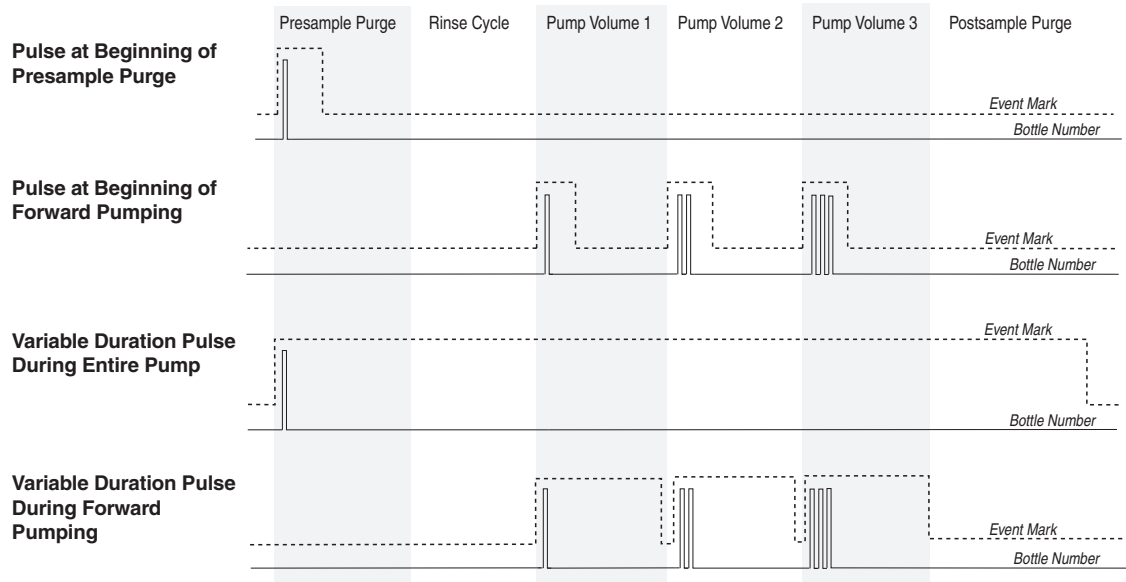 Presample Purge Rinse Cycle Pump Volume 1 Pump Volume 2 Pump Volume 3 Postsample Purge
Pulse at Beginning of
Presample Purge
Event Mark
Bottle Number
Pulse at Beginning of
Forward Pumping
Event Mark
Bottle Number
Variable Duration Pulse
During Entire Pump
Event Mark
Bottle Number
Variable Duration Pulse
During Forward
Pumping
Event Mark
Bottle Number